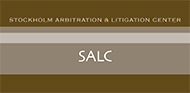 STOCKHOLM ARBITRATION & LITIGATION CENTER
SALC